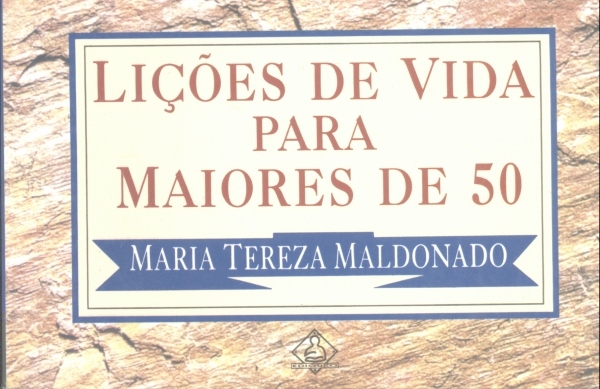 LIÇÕES DE VIDA
PARA
MAIORES DE 50
MARIA TEREZA MALDONADO